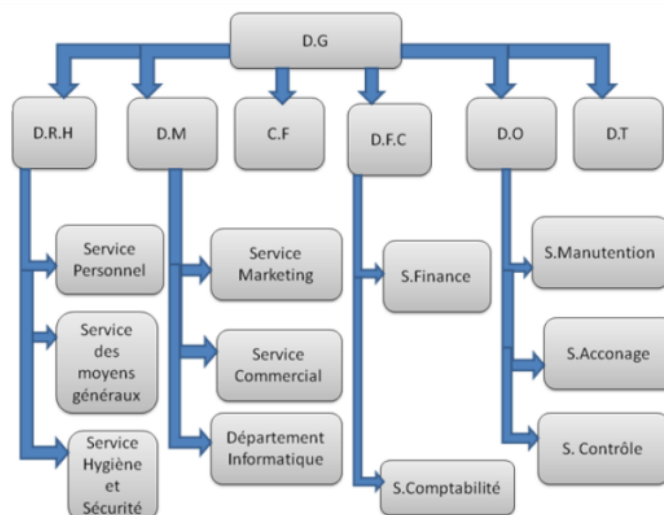 D.G
D.R.H
D.M
C.F
D.F.C
D.O
D.T
Service
Personnel
Service
des
moyens
généraux
Service
Hygiène
et
Sécurité
Service
Marketing
Service
Commercial
Département
Informatique
S.Finance
S.Comptabilité
S.Manutention
S.Acconage
S. Contrôle